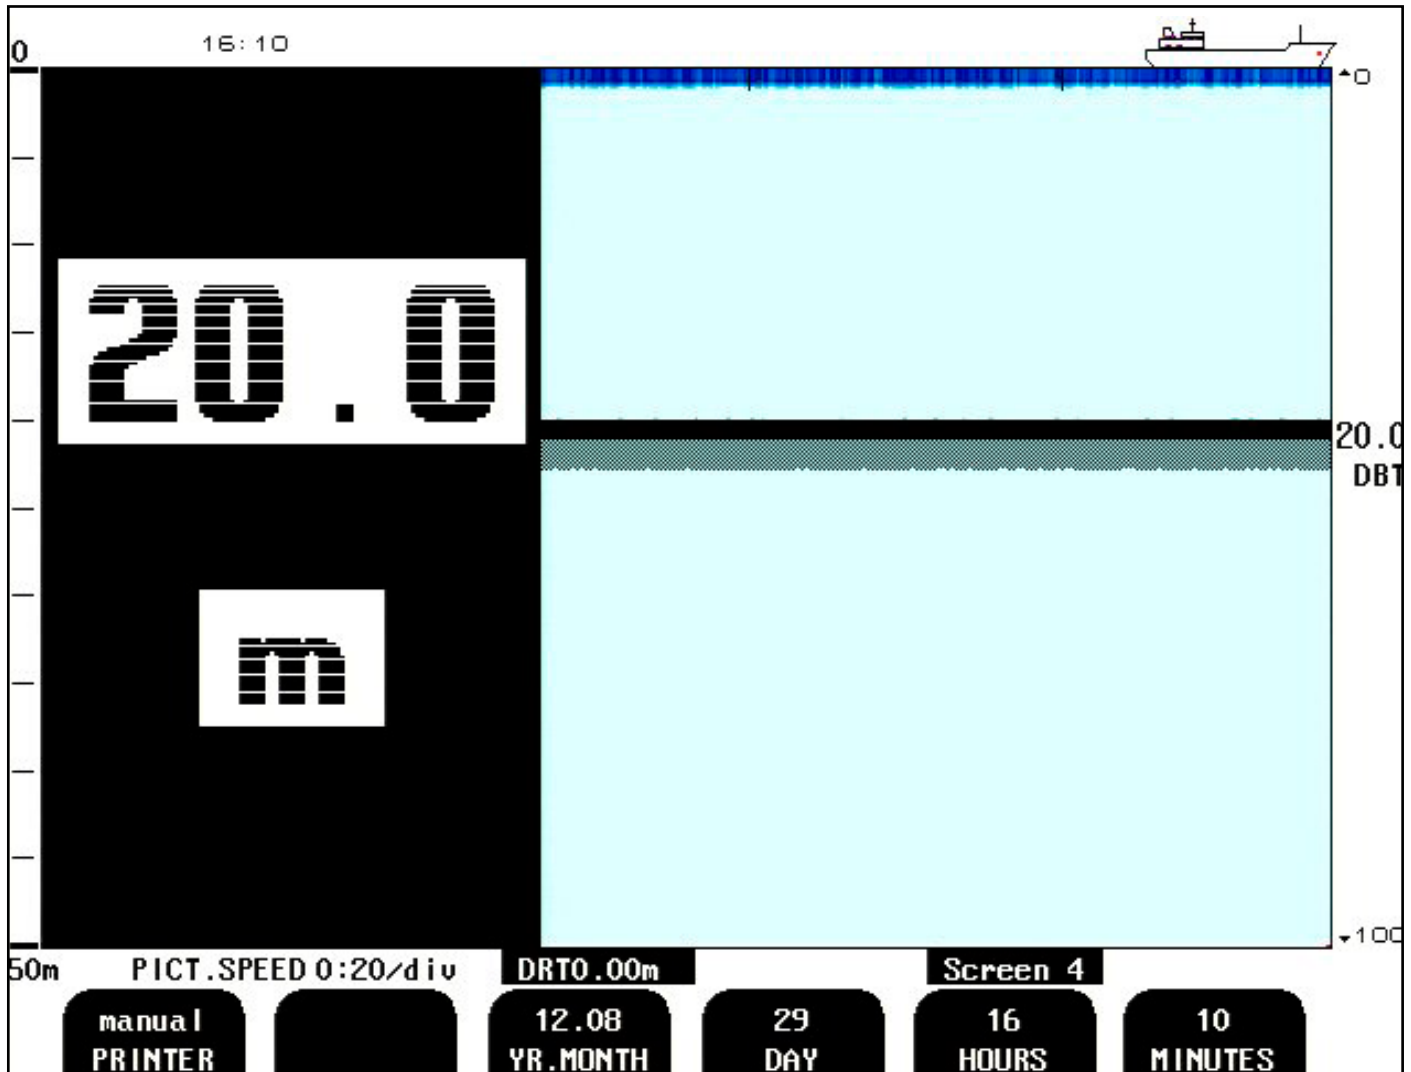 0
16:10
0
20.0
20.0
DBT
m
100
50m
PICT.SPEED 0:20/div
DRT0.00m
Screen 4
manual
PRINTER
12.08
YR.MONTH
29
DAY
16
HOURS
10
MINUTES